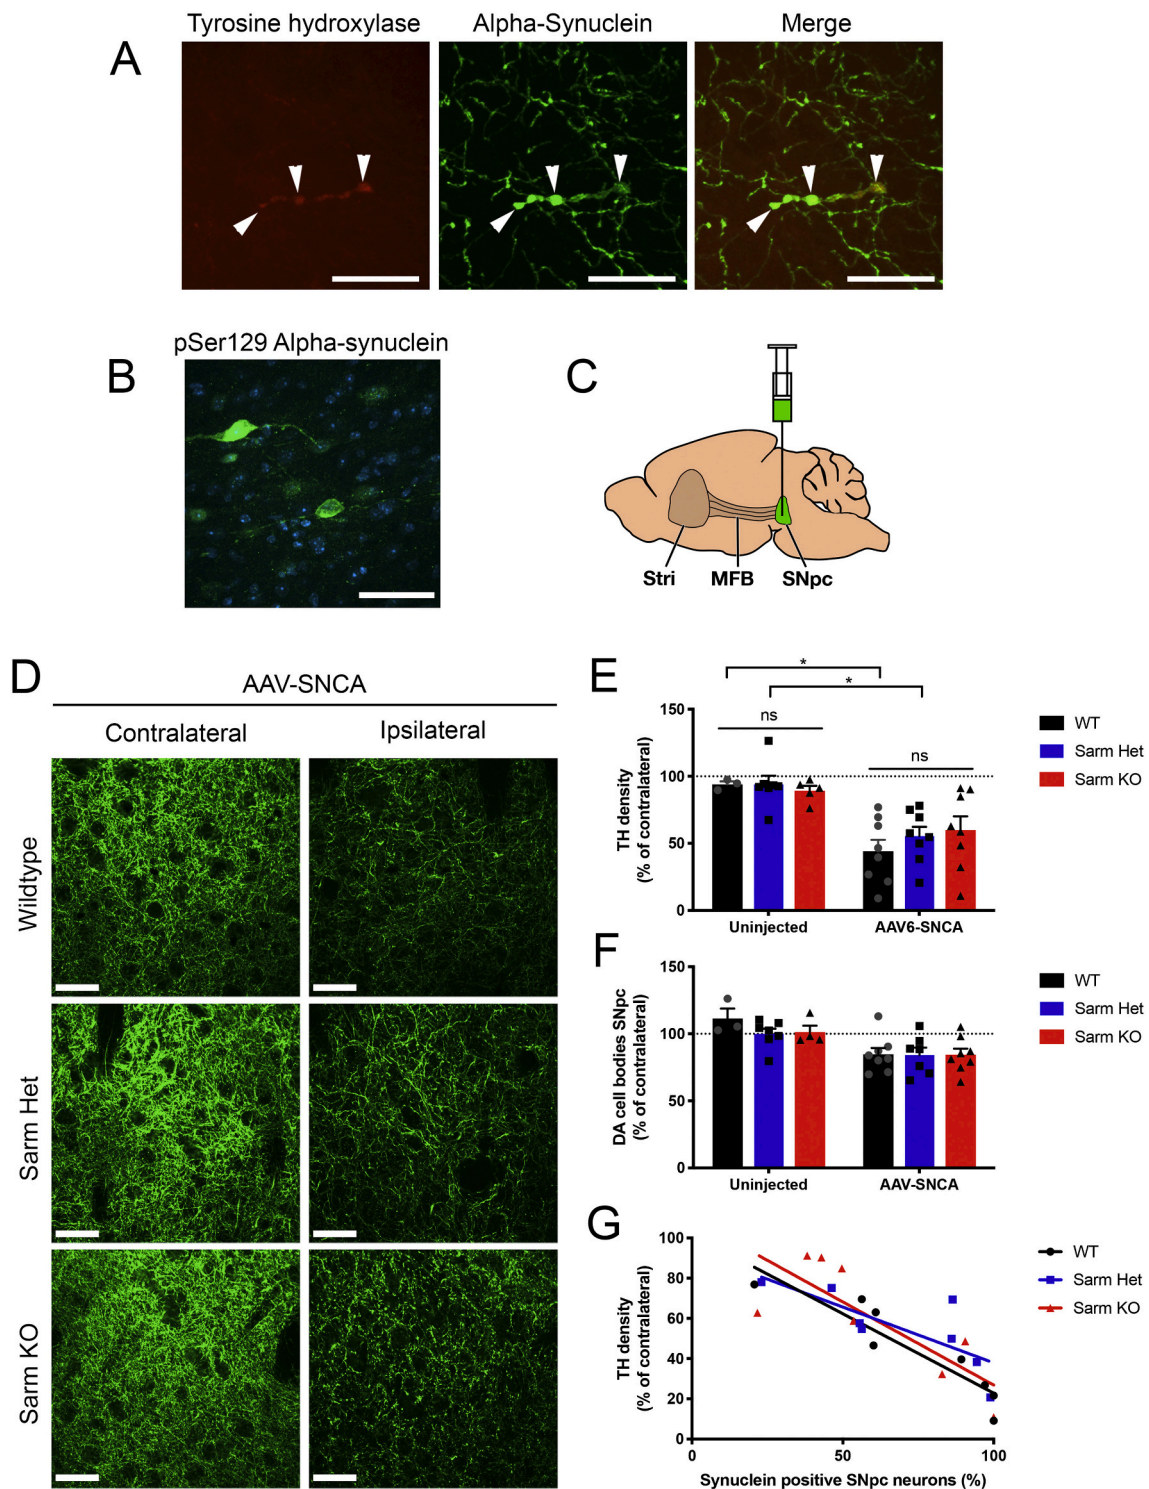 Tyrosine hydroxylase
Alpha-Synuclein
Merge
A
pSer129 Alpha-synuclein
B
C
Stri
MFB
SNpc
D
AAV-SNCA
Contralateral
Ipsilateral
Wildtype
Sarm Het
Sarm KO
E
*
*
ns
ns
150
100
50
0
TH density
(% of contralateral)
Uninjected
AAV6-SNCA
WT
Sarm Het
Sarm KO
F
150
100
50
0
DA cell bodies SNpc
(% of contralateral)
Uninjected
AAV-SNCA
WT
Sarm Het
Sarm KO
G
100
80
60
40
20
0
TH density
(% of contralateral)
0
50
100
Synuclein positive SNpc neurons (%)
WT
Sarm Het
Sarm KO